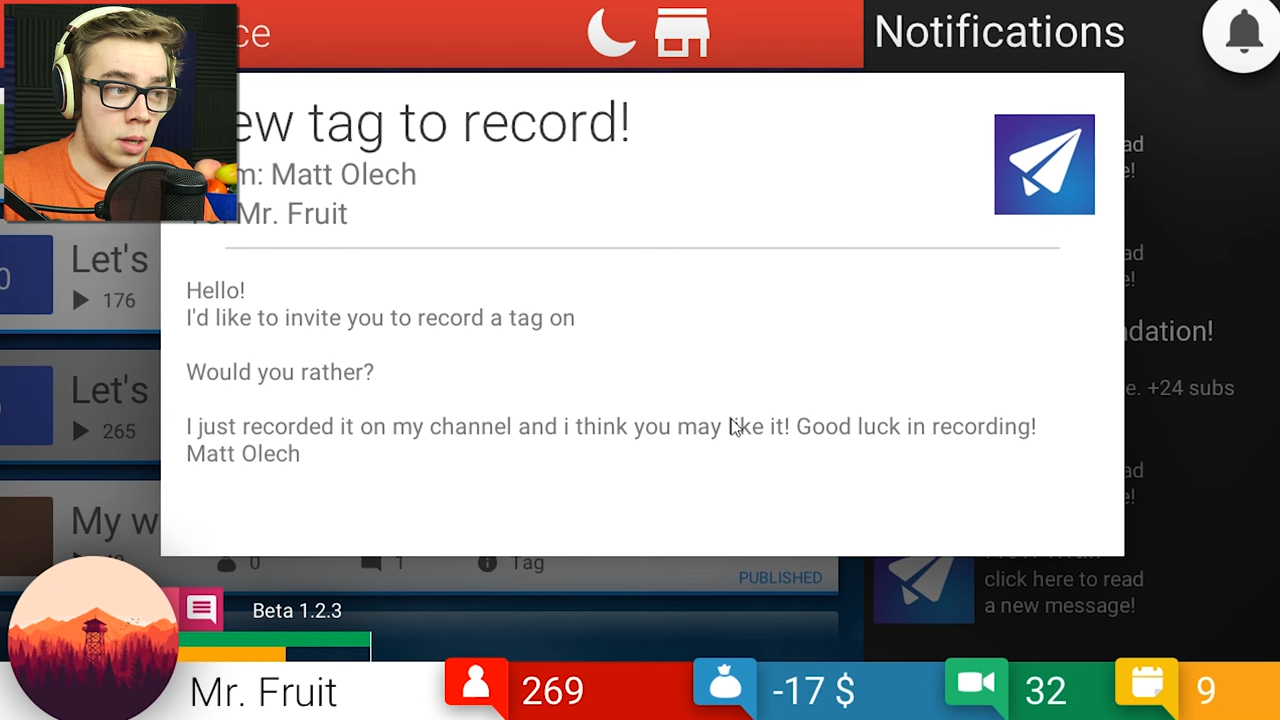 ce
Notifications
ew tag to record!
m: Matt Olech
Mr. Fruit
Hello!
I'd like to invite you to record a tag on
Would you rather?
I just recorded it on my channel and i think you may like it! Good luck in recording!
Matt Olech
ad
e!
0
Let's
176
ad
e!
dation!
e. +24 subs
Let's
265
ad
e!
My w
0
1
Tag
PUBLISHED
click here to read
a new message!
Beta 1.2.3
Mr. Fruit
269
-17 $
32
9